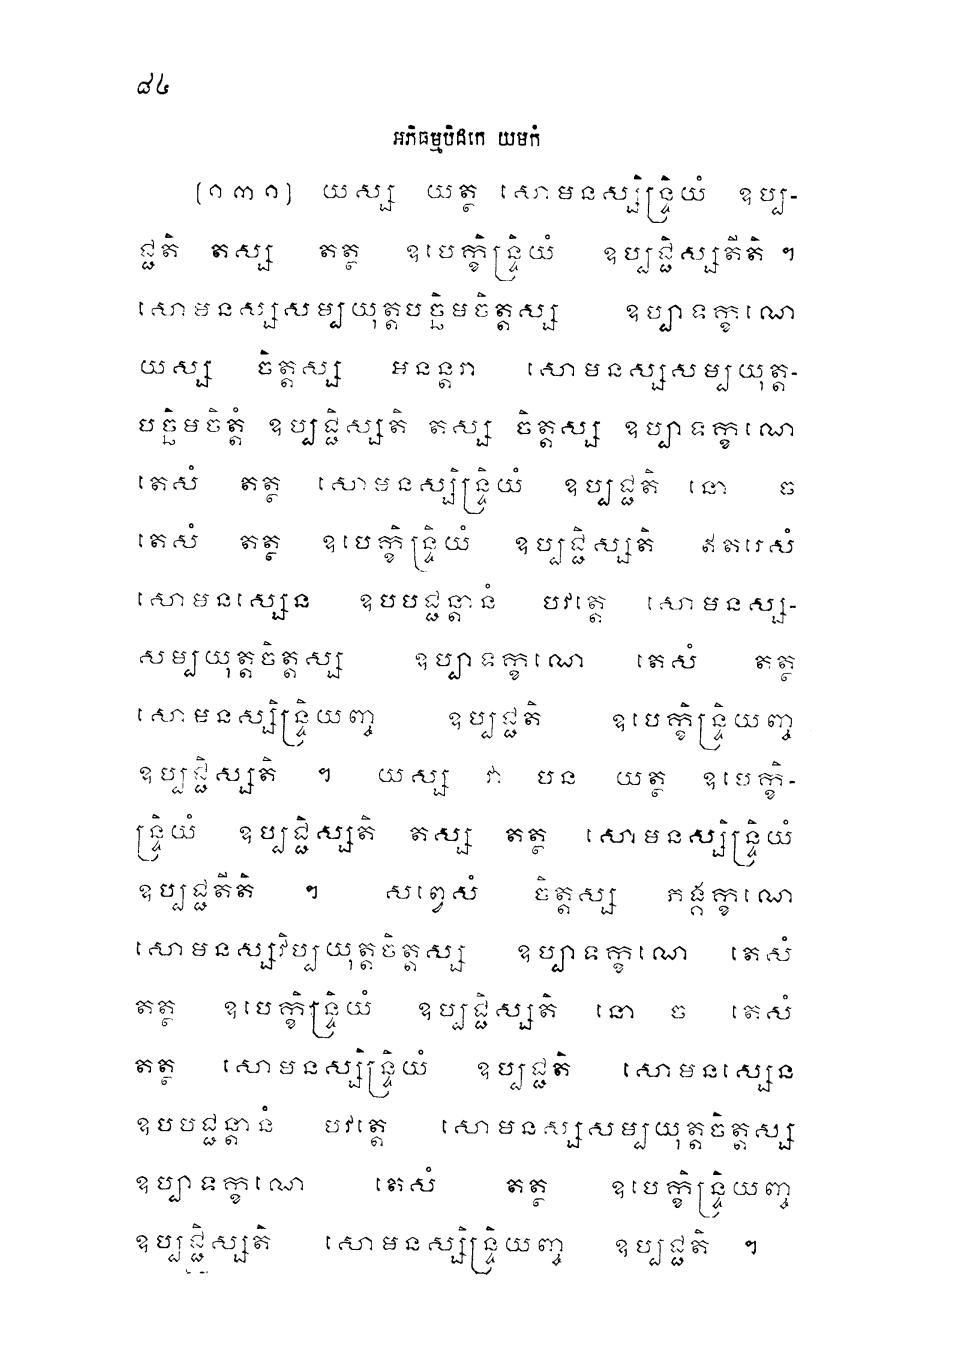 ៨៤
អភិធម្មបិដកេ យមកំ
(១៣១) យស្ស យត្ថ សោមនស្សិន្ទ្រិយំ ឧប្ប-
ជ្ជតិ តស្ស តត្ថ ឧបេក្ខិន្ទ្រិយំ ឧប្បជ្ជិស្សតីតិ ។
សោមនស្សសម្បយុត្តបច្ឆិមចិត្តស្ស ឧប្បាទក្ខណេ
យស្ស ចិត្តស្ស អនន្តរា សោមនស្សសម្បយុត្ត-
បច្ឆិមចិត្តំ ឧប្បជ្ជិស្សតិ តស្ស ចិត្តស្ស ឧប្បាទក្ខណេ
តេសំ តត្ថ សោមនស្សិន្ទ្រិយំ ឧប្បជ្ជតិ នោ ច
តេសំ តត្ថ ឧបេក្ខិន្ទ្រិយំ ឧប្បជ្ជិស្សតិ ឥតរេសំ
សោមនស្សេន ឧបបជ្ជន្តានំ បវត្តេ សោមនស្ស-
សម្បយុត្តចិត្តស្ស ឧប្បាទក្ខណេ តេសំ តត្ថ
សោមនស្សិន្ទ្រិយញ្ច ឧប្បជ្ជតិ ឧបេក្ខិន្ទ្រិយញ្ច
ឧប្បជ្ជិស្សតិ ។ យស្ស វា បន យត្ថ ឧបេក្ខិ-
ន្ទ្រិយំ ឧប្បជ្ជិស្សតិ តស្ស តត្ថ សោមនស្សិន្ទ្រិយំ
ឧប្បជ្ជតីតិ ។ សព្វេសំ ចិត្តស្ស ភង្គក្ខណេ
សោមនស្សវិប្បយុត្តចិត្តស្ស ឧប្បាទក្ខណេ តេសំ
តត្ថ ឧបេក្ខិន្ទ្រិយំ ឧប្បជ្ជិស្សតិ នោ ច តេសំ
តត្ថ សោមនស្សិន្ទ្រិយំ ឧប្បជ្ជតិ សោមនស្សេន
ឧបបជ្ជន្តានំ បវត្តេ សោមនស្សសម្បយុត្តចិត្តស្ស
ឧប្បាទក្ខណេ តេសំ តត្ថ ឧបេក្ខិន្ទ្រិយញ្ច
ឧប្បជ្ជិស្សតិ សោមនស្សិន្ទ្រិយញ្ច ឧប្បជ្ជតិ ។